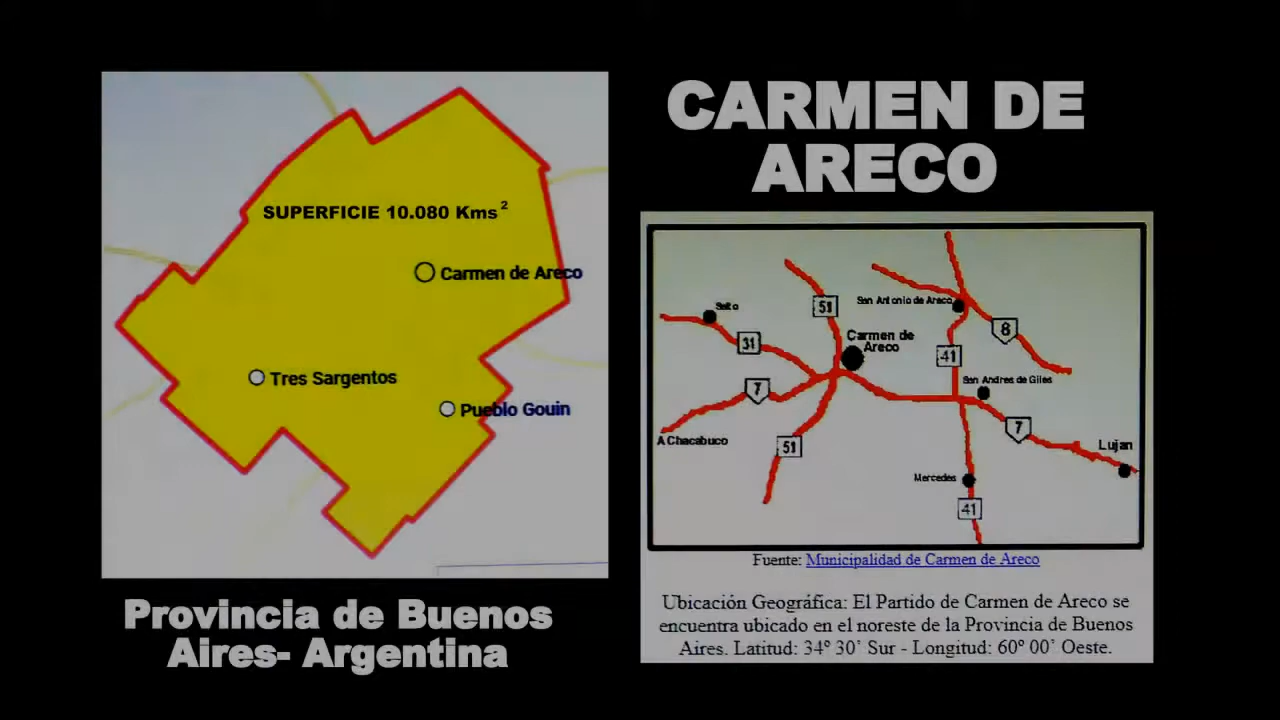 CARMEN DE
ARECO
SUPERFICIE 10.080 Kms²
Carmen de Areco
Tres Sargentos
Pueblo Gouin
Provincia de Buenos
Aires- Argentina
51
San Antonio de Areco
Salto
8
31
Carmen de
Areco
41
San Andres de Giles
7
7
A Chacabuco
51
Lujan
Mercedes
41
Fuente: Municipalidad de Carmen de Areco
Ubicación Geográfica: El Partido de Carmen de Areco se
encuentra ubicado en el noreste de la Provincia de Buenos
Aires. Latitud: 34º 30` Sur - Longitud: 60º 00` Oeste.